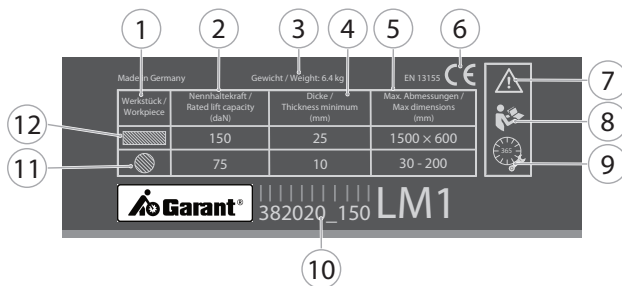 1 2 3 4 5 6
Made in Germany Gewicht / Weight: 6.4 kg EN 13155 CE
Werkstück / Workpiece
Nennhaltekraft / Rated lift capacity (daN)
Dicke / Thickness minimum (mm)
Max. Abmessungen / Max dimensions (mm)
150 25 1500 × 600
75 10 30 - 200
Garant®
382020_150 LM1
7
8
365
9
12
11
10